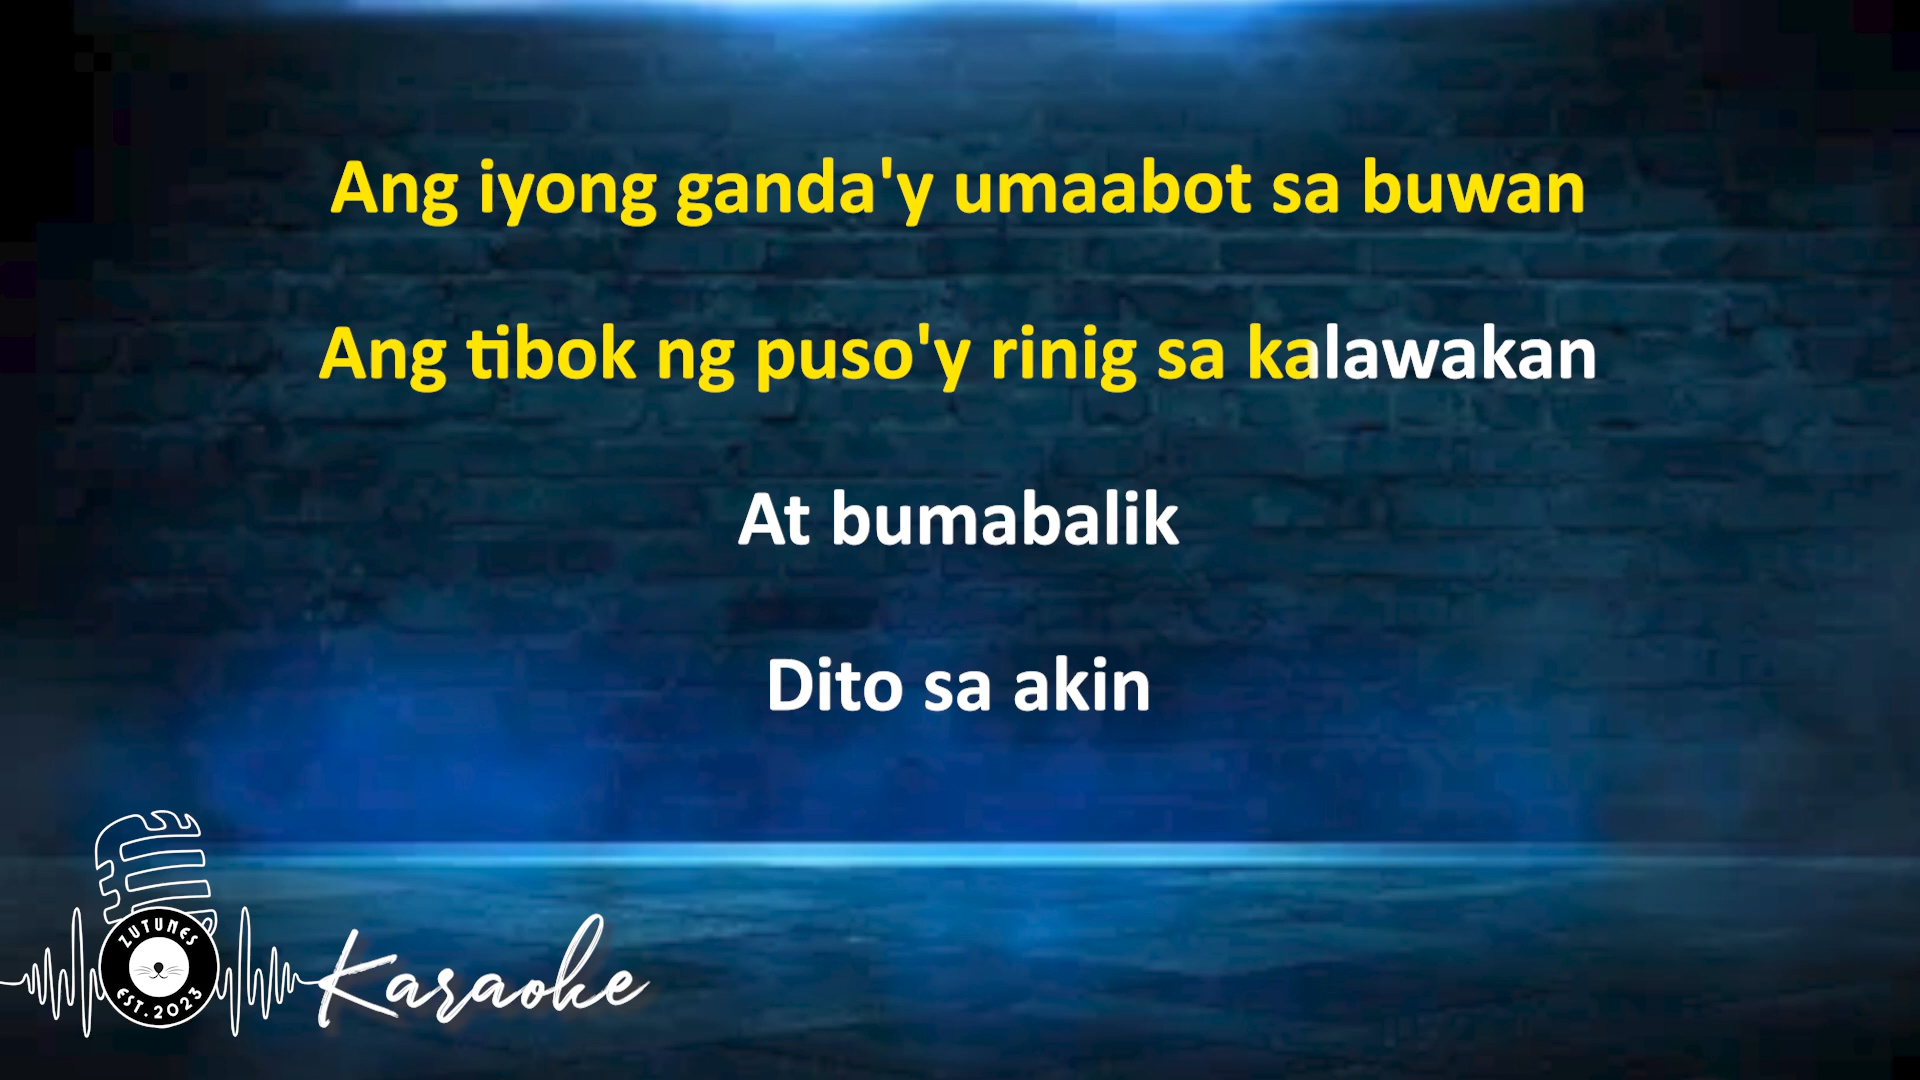 Ang iyong ganda'y umaabot sa buwan
Ang tibok ng puso'y rinig sa kalawakan
At bumabalik
Dito sa akin
ZUTUNES
EST. 2023
Karaoke